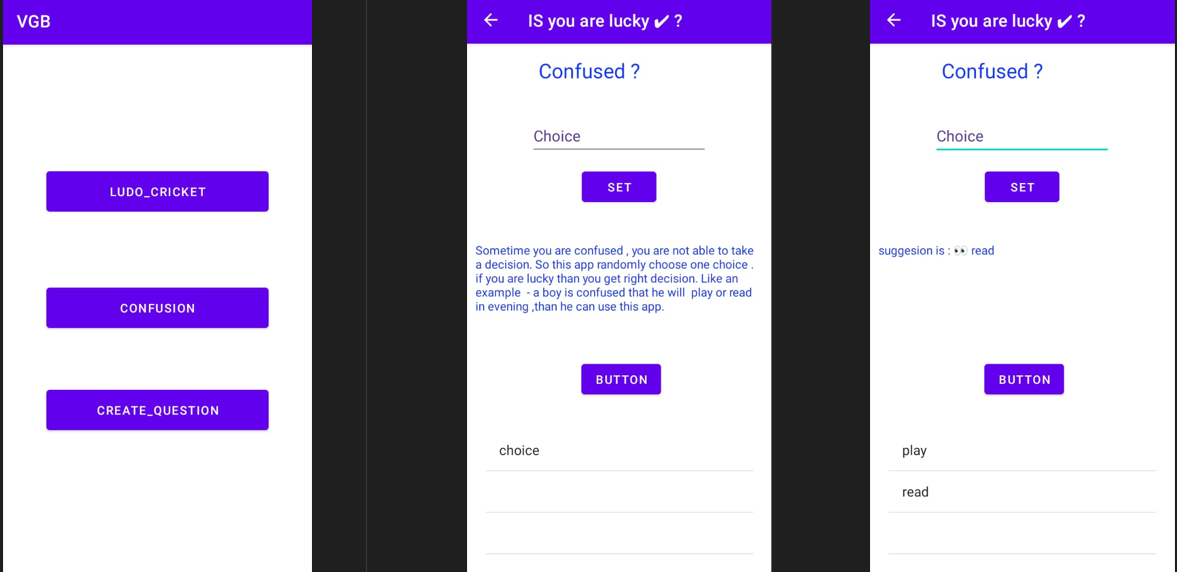 VGB
LUDO_CRICKET
CONFUSION
CREATE_QUESTION
IS you are lucky ✔ ?
Confused ?
Choice
SET
Sometime you are confused , you are not able to take
a decision. So this app randomly choose one choice .
if you are lucky than you get right decision. Like an
example - a boy is confused that he will play or read
in evening ,than he can use this app.
BUTTON
choice
IS you are lucky ✔ ?
Confused ?
Choice
SET
suggesion is : 👀 read
BUTTON
play
read